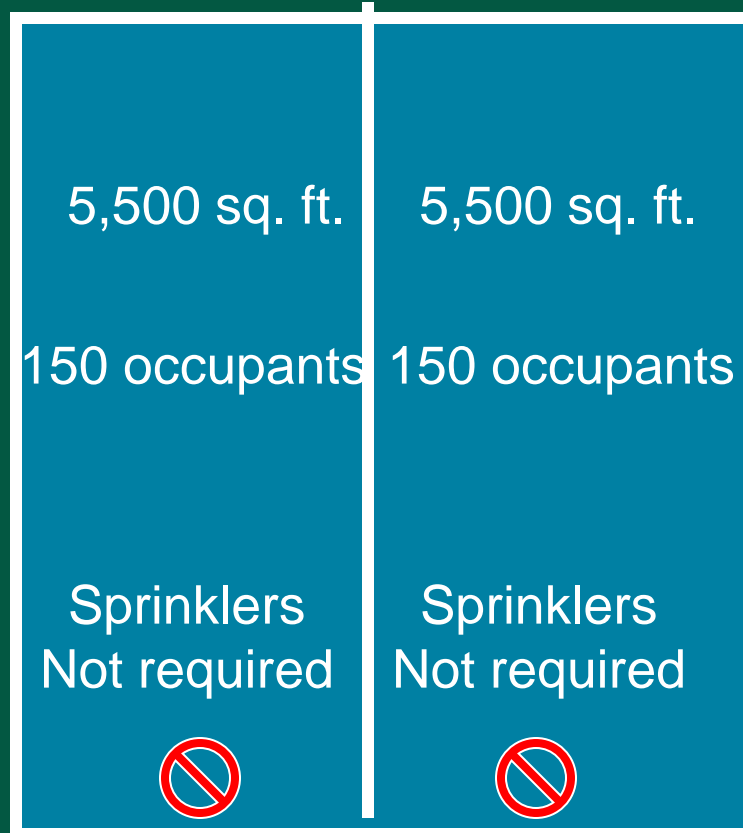 5,500 sq. ft.
150 occupants
Sprinklers
Not required
5,500 sq. ft.
150 occupants
Sprinklers
Not required